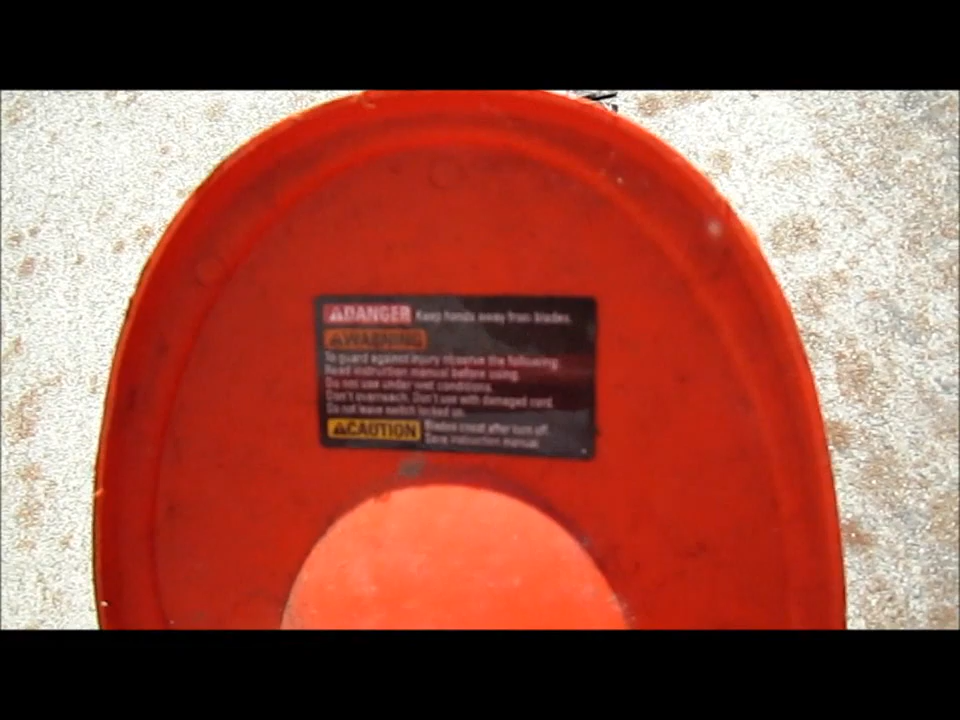 DANGER Keep hands away from blades.
WARNING
To guard against injury observe the following:
Read instruction manual before using.
Do not use under wet conditions.
Don't overreach. Don't use with damaged cord.
Do not leave switch locked on.
CAUTION Blades coast after turn off.
Save instruction manual.